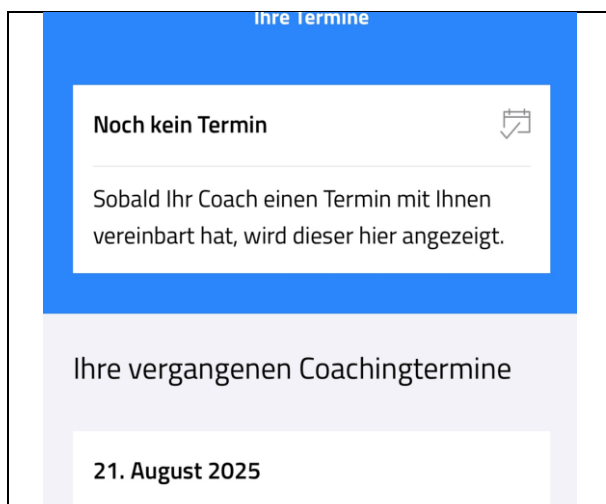 Ihre Termine
Noch kein Termin
Sobald Ihr Coach einen Termin mit Ihnen
vereinbart hat, wird dieser hier angezeigt.
Ihre vergangenen Coachingtermine
21. August 2025